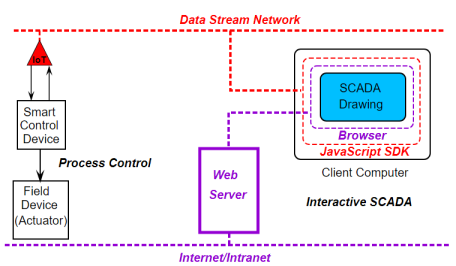 Data Stream Network
IoT
SCADA
Drawing
Smart
Control
Device
Browser
JavaScript SDK
Process Control
Client Computer
Web
Server
Field
Device
(Actuator)
Interactive SCADA
Internet/Intranet